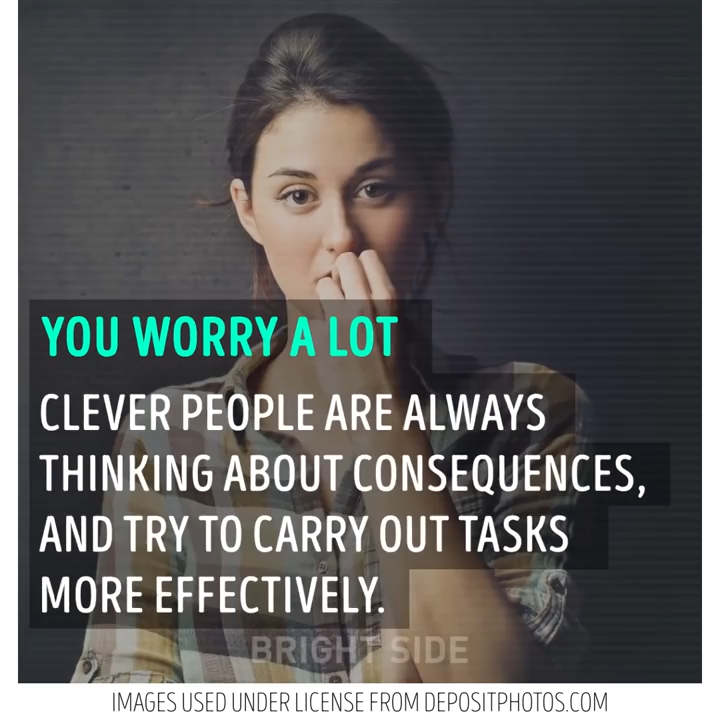 YOU WORRY A LOT
CLEVER PEOPLE ARE ALWAYS
THINKING ABOUT CONSEQUENCES,
AND TRY TO CARRY OUT TASKS
MORE EFFECTIVELY.
BRIGHT SIDE
IMAGES USED UNDER LICENSE FROM DEPOSITPHOTOS.COM